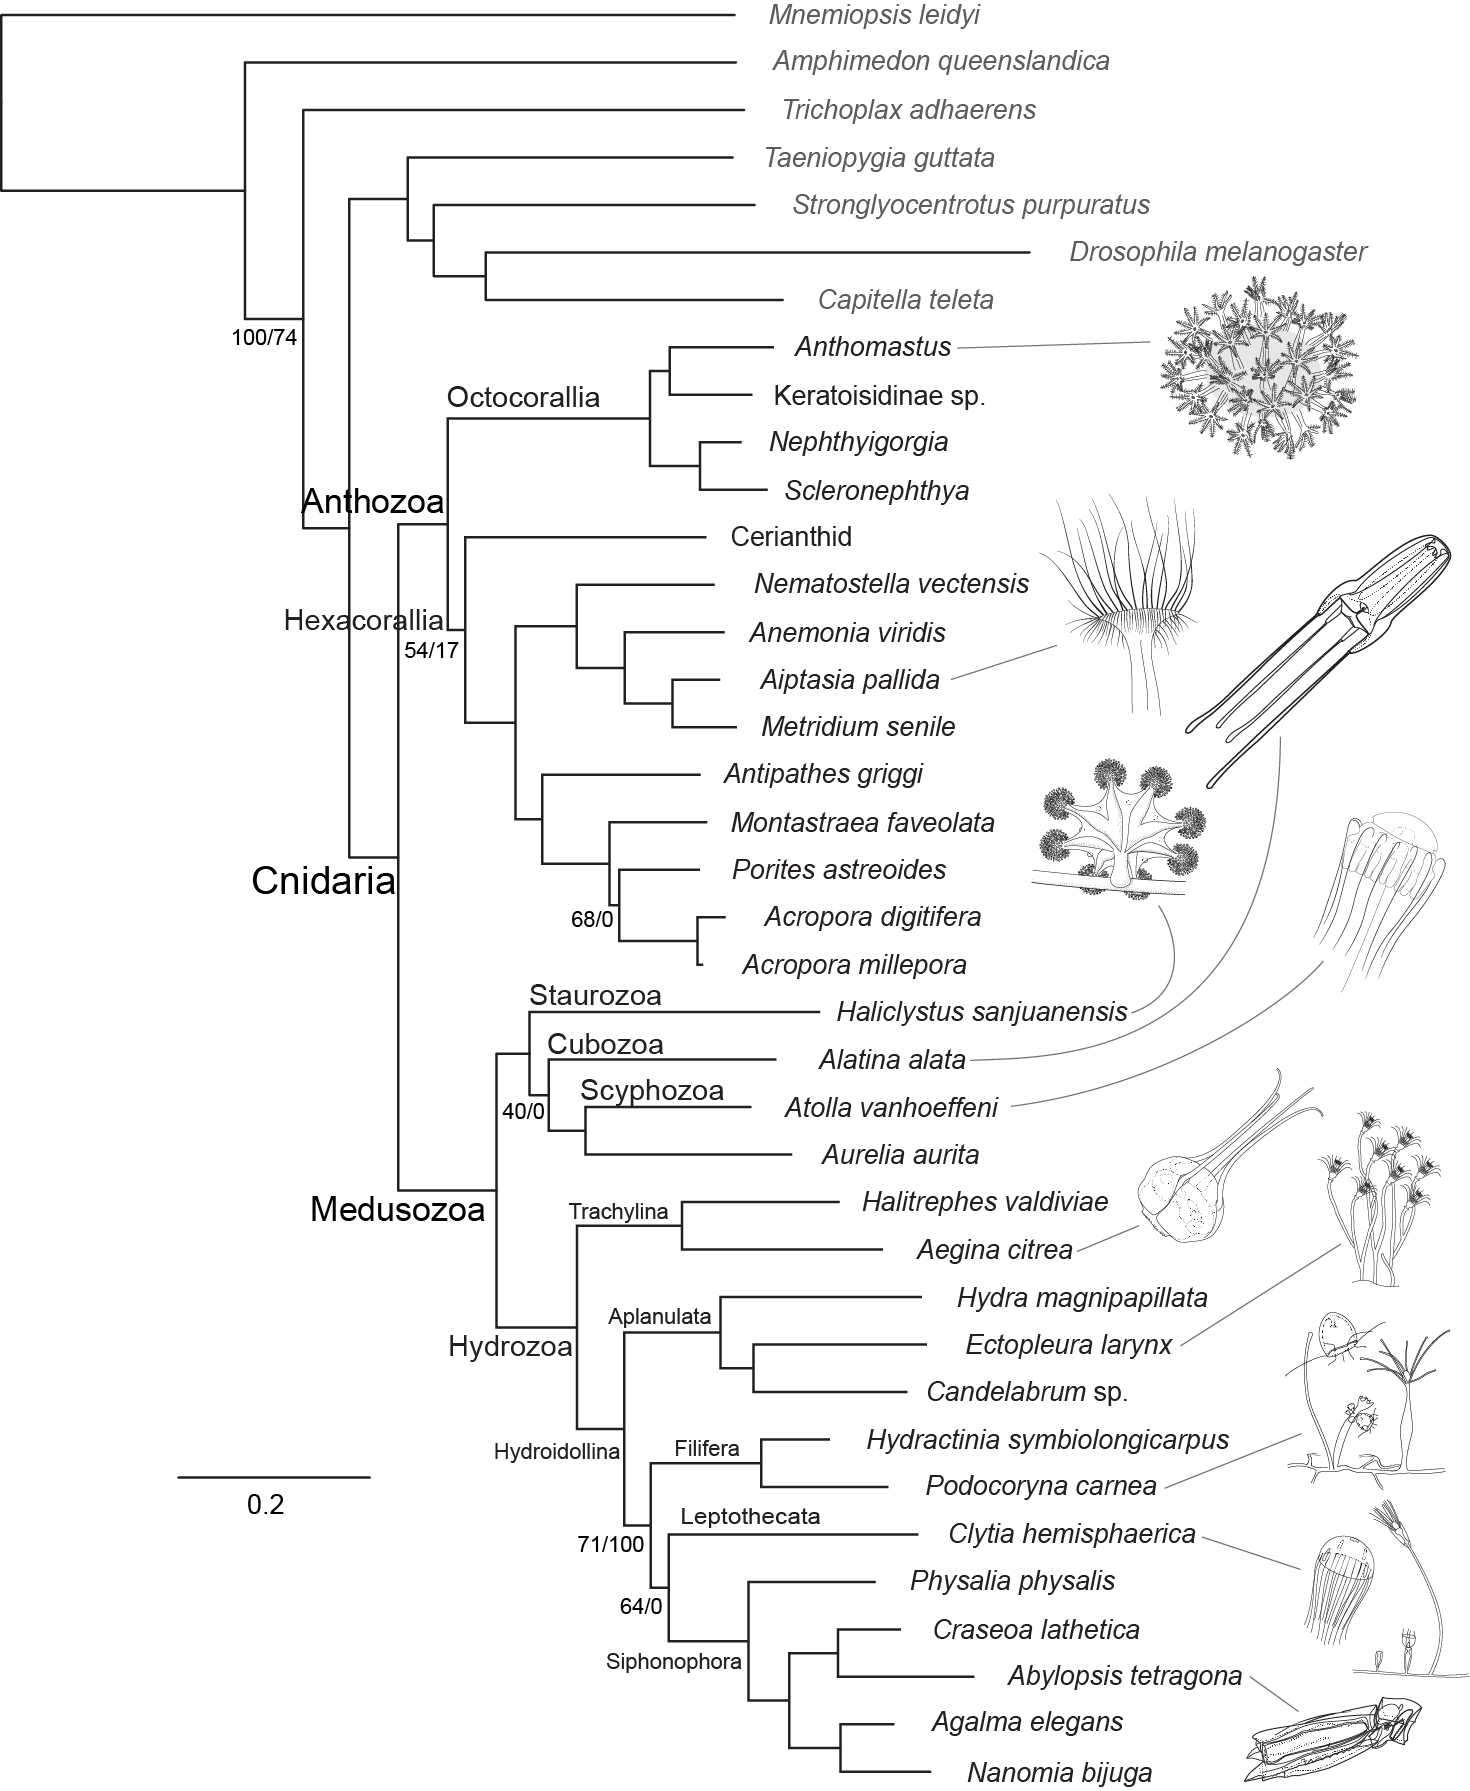 Mnemiopsis leidyi
Amphimedon queenslandica
Trichoplax adhaerens
Taeniopygia guttata
Stronglyocentrotus purpuratus
Drosophila melanogaster
Capitella teleta
100/74
Anthomastus
Octocorallia
Keratoisidinae sp.
Nephthyigorgia
Scleronephthya
Anthozoa
Cerianthid
Nematostella vectensis
Hexacorallia
Anemonia viridis
54/17
Aiptasia pallida
Metridium senile
Antipathes griggi
Montastraea faveolata
Porites astreoides
Cnidaria
68/0
Acropora digitifera
Acropora millepora
Staurozoa
Haliclystus sanjuanensis
Cubozoa
Alatina alata
Scyphozoa
40/0
Atolla vanhoeffeni
Aurelia aurita
Medusozoa
Trachylina
Halitrephes valdiviae
Aegina citrea
Hydra magnipapillata
Aplanulata
Hydrozoa
Ectopleura larynx
Candelabrum sp.
Hydroidollina
Filifera
Hydractinia symbiolongicarpus
Podocoryna carnea
0.2
Leptothecata
71/100
Clytia hemisphaerica
Physalia physalis
64/0
Craseoa lathetica
Siphonophora
Abylopsis tetragona
Agalma elegans
Nanomia bijuga